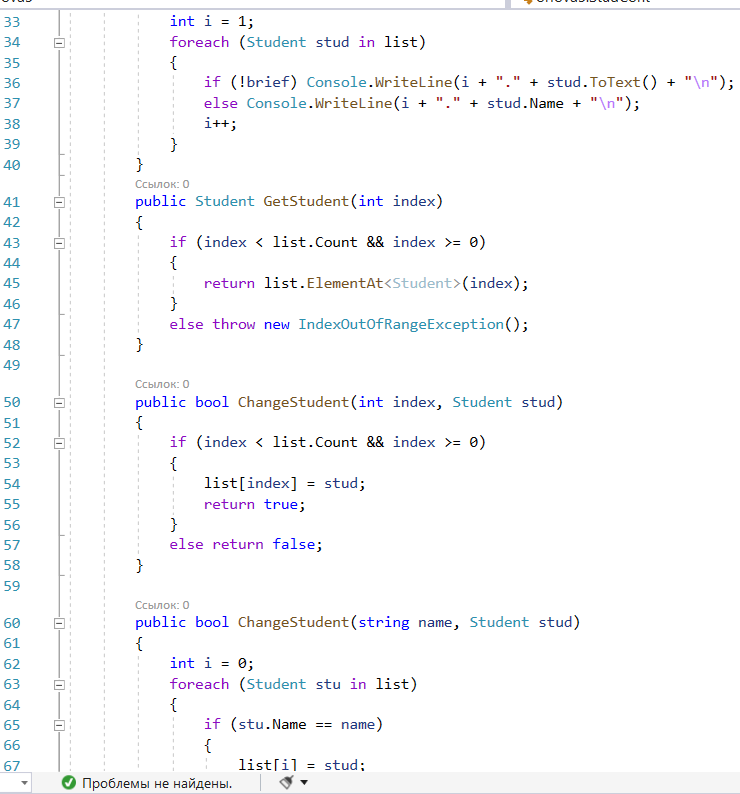 33 int i = 1;
34 foreach (Student stud in list)
35 {
36 if (!brief) Console.WriteLine(i + "." + stud.ToText() + "\n");
37 else Console.WriteLine(i + "." + stud.Name + "\n");
38 i++;
39 }
40 }
Ссылок: 0
41 public Student GetStudent(int index)
42 {
43 if (index < list.Count && index >= 0)
44 {
45 return list.ElementAt<Student>(index);
46 }
47 else throw new IndexOutOfRangeException();
48 }
49
Ссылок: 0
50 public bool ChangeStudent(int index, Student stud)
51 {
52 if (index < list.Count && index >= 0)
53 {
54 list[index] = stud;
55 return true;
56 }
57 else return false;
58 }
59
Ссылок: 0
60 public bool ChangeStudent(string name, Student stud)
61 {
62 int i = 0;
63 foreach (Student stu in list)
64 {
65 if (stu.Name == name)
66 {
67 list[i] = stud;
Проблемы не найдены.